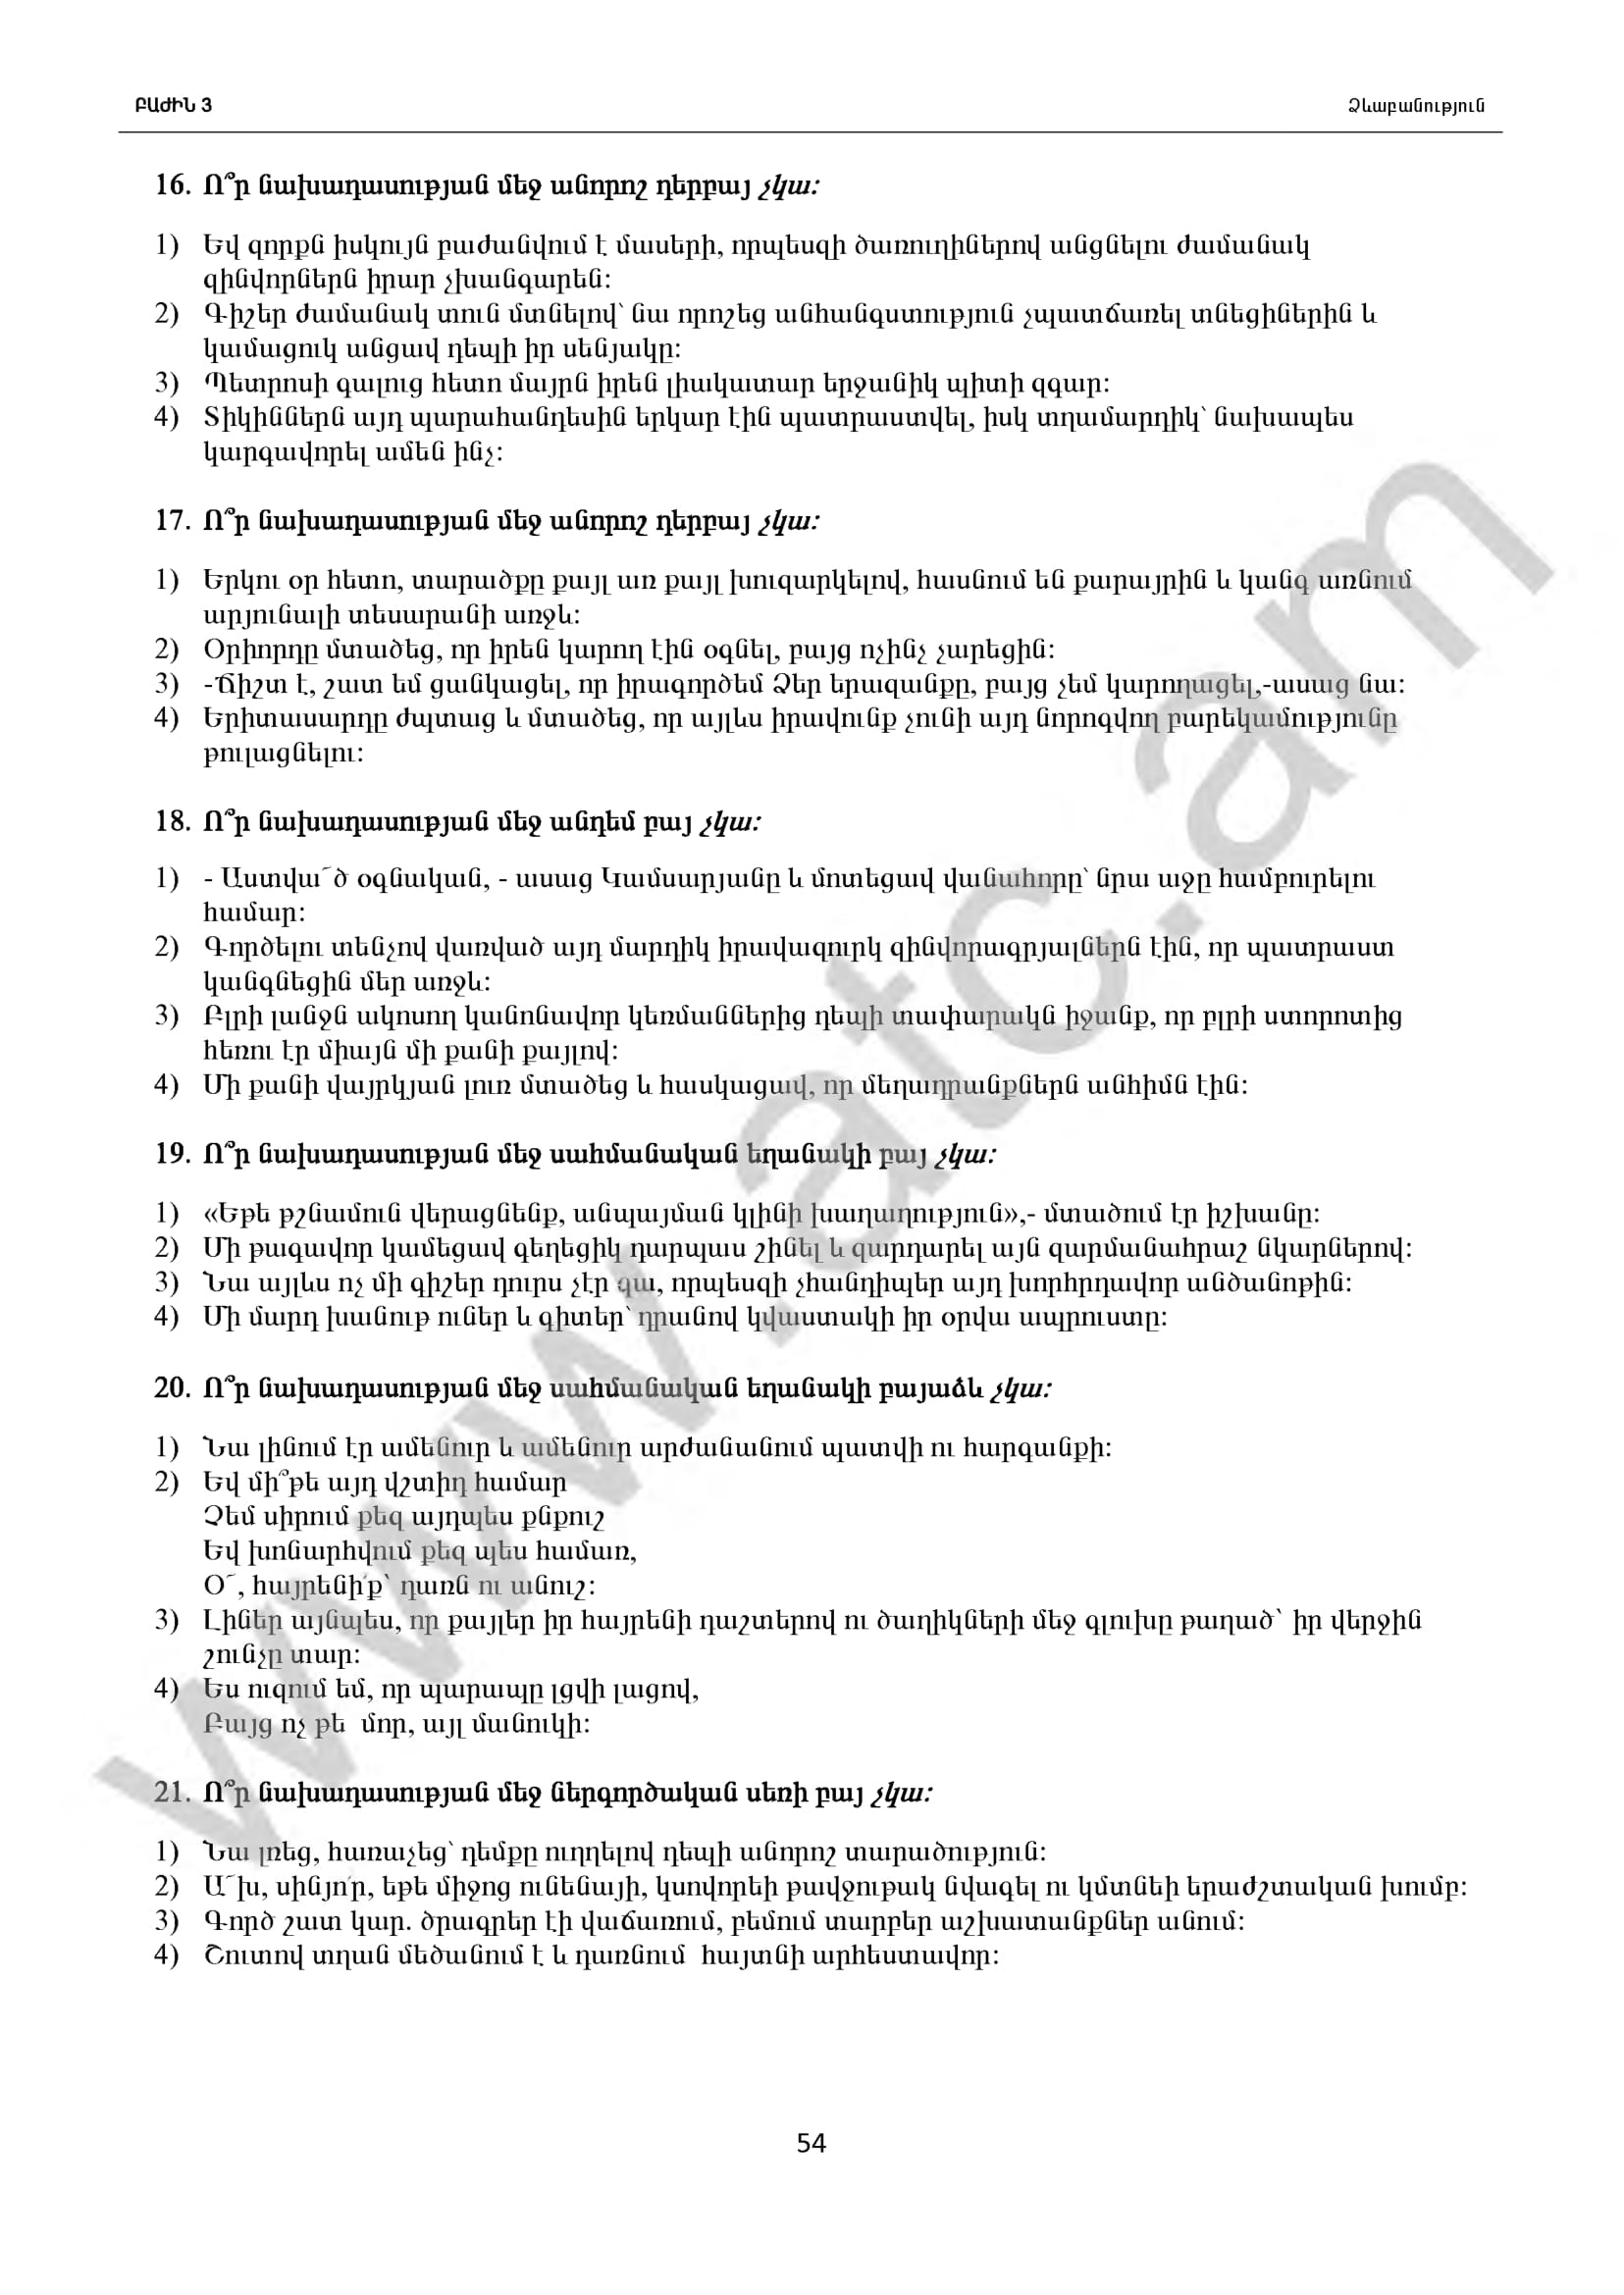 ԲԱԺԻՆ 3 Ձևաբանություն
16. Ո՞ր նախադասության մեջ անորոշ դերբայ չկա:
1) Եվ զորքն իսկույն բաժանվում է մասերի, որպեսզի ծառուղիներով անցնելու ժամանակ
զինվորներն իրար չխանգարեն:
2) Գիշեր ժամանակ տուն մտնելով՝ նա որոշեց անհանգստություն չպատճառել տնեցիներին և
կամացուկ անցավ դեպի իր սենյակը:
3) Պետրոսի գալուց հետո մայրն իրեն լիակատար երջանիկ պիտի զգար:
4) Տիկիններն այդ պարահանդեսին երկար էին պատրաստվել, իսկ տղամարդիկ՝ նախապես
կարգավորել ամեն ինչ:
17. Ո՞ր նախադասության մեջ անորոշ դերբայ չկա:
1) Երկու օր հետո, տարածքը քայլ առ քայլ խուզարկելով, հասնում են քարայրին և կանգ առնում
արյունալի տեսարանի առջև:
2) Օրիորդը մտածեց, որ իրեն կարող էին օգնել, բայց ոչինչ չարեցին:
3) -Ճիշտ է, շատ եմ ցանկացել, որ իրագործեմ Ձեր երազանքը, բայց չեմ կարողացել,-ասաց նա:
4) Երիտասարդը ժպտաց և մտածեց, որ այլևս իրավունք չունի այդ նորոգվող բարեկամությունը
թուլացնելու:
18. Ո՞ր նախադասության մեջ անդեմ բայ չկա:
1) - Աստվա՜ծ օգնական, - ասաց Կամսարյանը և մոտեցավ վանահորը՝ նրա աջը համբուրելու
համար:
2) Գործելու տենչով վառված այդ մարդիկ իրավազուրկ զինվորագրյալներն էին, որ պատրաստ
կանգնեցին մեր առջև:
3) Բլրի լանջն ակոսող կանոնավոր կեռմաններից դեպի տափարակն իջանք, որ բլրի ստորոտից
հեռու էր միայն մի քանի քայլով:
4) Մի քանի վայրկյան լուռ մտածեց և հասկացավ, որ մեղադրանքներն անհիմն էին:
19. Ո՞ր նախադասության մեջ սահմանական եղանակի բայ չկա:
1) «Եթե թշնամուն վերացնենք, անպայման կլինի խաղաղություն»,- մտածում էր իշխանը:
2) Մի թագավոր կամեցավ գեղեցիկ դարպաս շինել և զարդարել այն զարմանահրաշ նկարներով:
3) Նա այլևս ոչ մի գիշեր դուրս չէր գա, որպեսզի չհանդիպեր այդ խորհրդավոր անծանոթին:
4) Մի մարդ խանութ ուներ և գիտեր՝ դրանով կվաստակի իր օրվա ապրուստը:
20. Ո՞ր նախադասության մեջ սահմանական եղանակի բայաձև չկա:
1) Նա լինում էր ամենուր և ամենուր արժանանում պատվի ու հարգանքի:
2) Եվ մի՞թե այդ վշտիդ համար
Չեմ սիրում քեզ այդպես քնքուշ
Եվ խոնարհվում քեզ պես համառ,
Օ՜, հայրենի՛ք՝ դառն ու անուշ:
3) Լիներ այնպես, որ քայլեր իր հայրենի դաշտերով ու ծաղիկների մեջ գլուխը թաղած՝ իր վերջին
շունչը տար:
4) Ես ուզում եմ, որ պարապը լցվի լացով,
Բայց ոչ թե մոր, այլ մանուկի:
21. Ո՞ր նախադասության մեջ ներգործական սեռի բայ չկա:
1) Նա լռեց, հառաչեց՝ դեմքը ուղղելով դեպի անորոշ տարածություն:
2) Ա՜խ, սինյո՛ր, եթե միջոց ունենայի, կսովորեի թավջութակ նվագել ու կմտնեի երաժշտական խումբ:
3) Գործ շատ կար. ծրագրեր էի վաճառում, բեմում տարբեր աշխատանքներ անում:
4) Շուտով տղան մեծանում է և դառնում հայտնի արհեստավոր:
www.atc.am
54